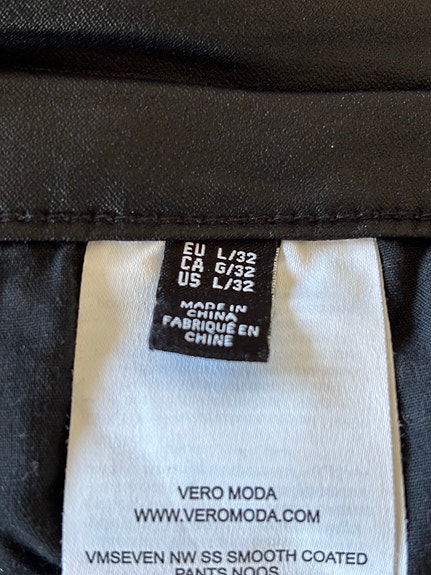 EU L/32
CA G/32
US L/32
MADE IN
CHINA
FABRIQUÉ EN
CHINE
VERO MODA
WWW.VEROMODA.COM
VMSEVEN NW SS SMOOTH COATED
PANTS NOOS